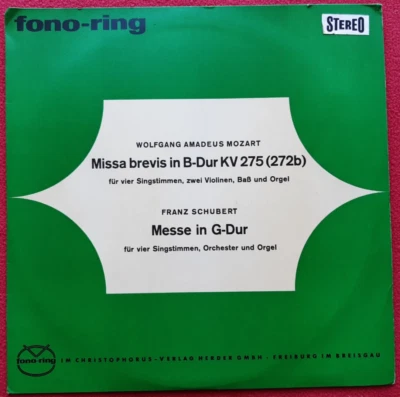 fono-ring
STEREO
WOLFGANG AMADEUS MOZART
Missa brevis in B-Dur KV 275 (272b)
für vier Singstimmen, zwei Violinen, Baß und Orgel
FRANZ SCHUBERT
Messe in G-Dur
für vier Singstimmen, Orchester und Orgel
fono-ring IM CHRISTOPHORUS-VERLAG HERDER GMBH · FREIBURG IM BREISGAU